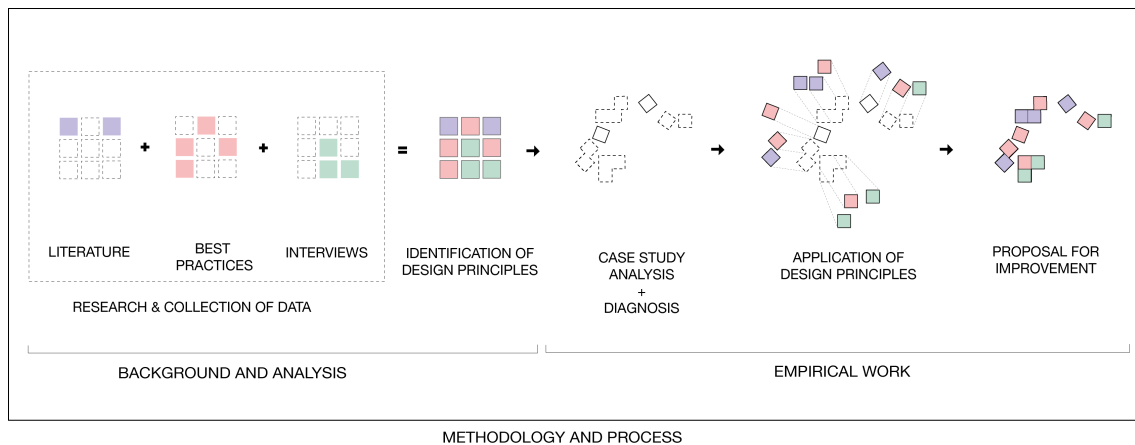 LITERATURE
BEST
PRACTICES
INTERVIEWS
IDENTIFICATION OF
DESIGN PRINCIPLES
CASE STUDY
ANALYSIS
+
DIAGNOSIS
APPLICATION OF
DESIGN PRINCIPLES
PROPOSAL FOR
IMPROVEMENT
RESEARCH & COLLECTION OF DATA
BACKGROUND AND ANALYSIS
EMPIRICAL WORK
METHODOLOGY AND PROCESS